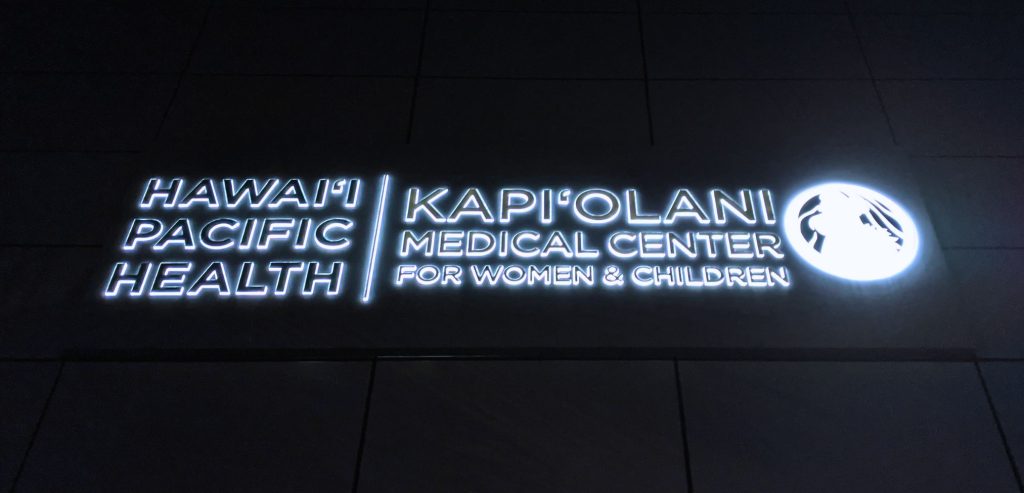 HAWAIʻI
PACIFIC
HEALTH
KAPIʻOLANI
MEDICAL CENTER
FOR WOMEN & CHILDREN